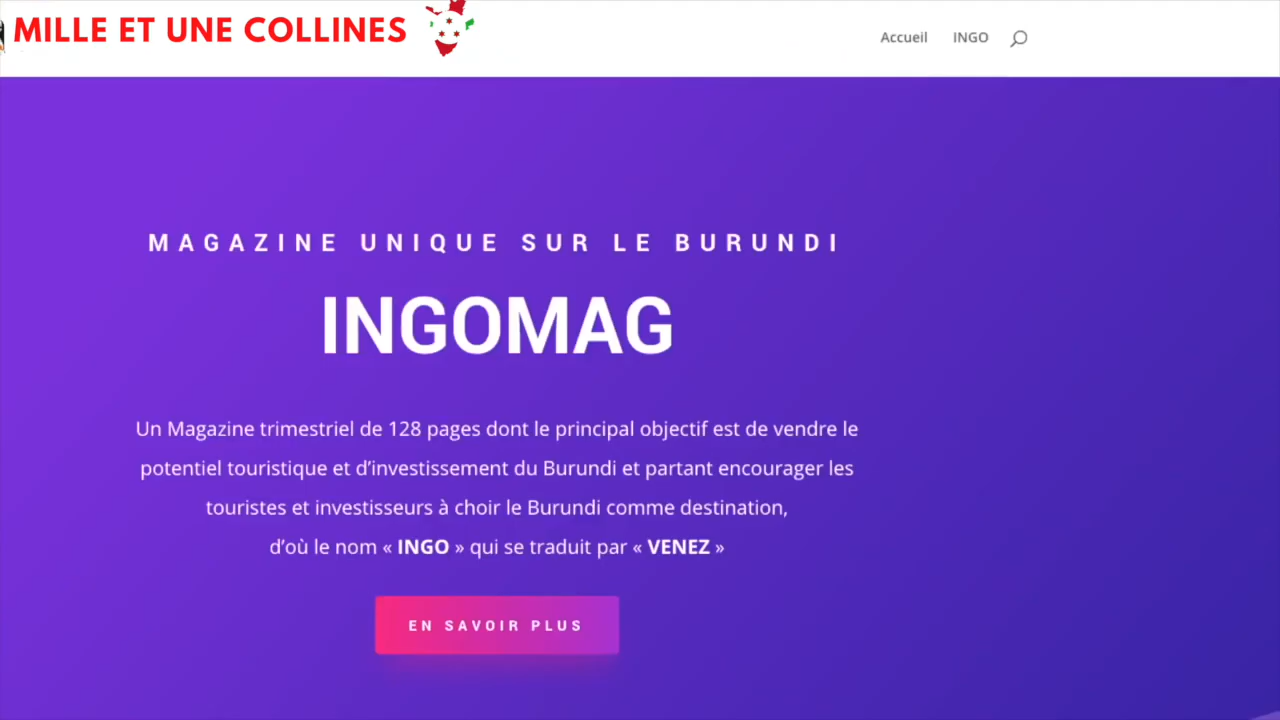 MILLE ET UNE COLLINES
Accueil INGO
MAGAZINE UNIQUE SUR LE BURUNDI
INGOMAG
Un Magazine trimestriel de 128 pages dont le principal objectif est de vendre le
potentiel touristique et d’investissement du Burundi et partant encourager les
touristes et investisseurs à choir le Burundi comme destination,
d’où le nom « INGO » qui se traduit par « VENEZ »
EN SAVOIR PLUS